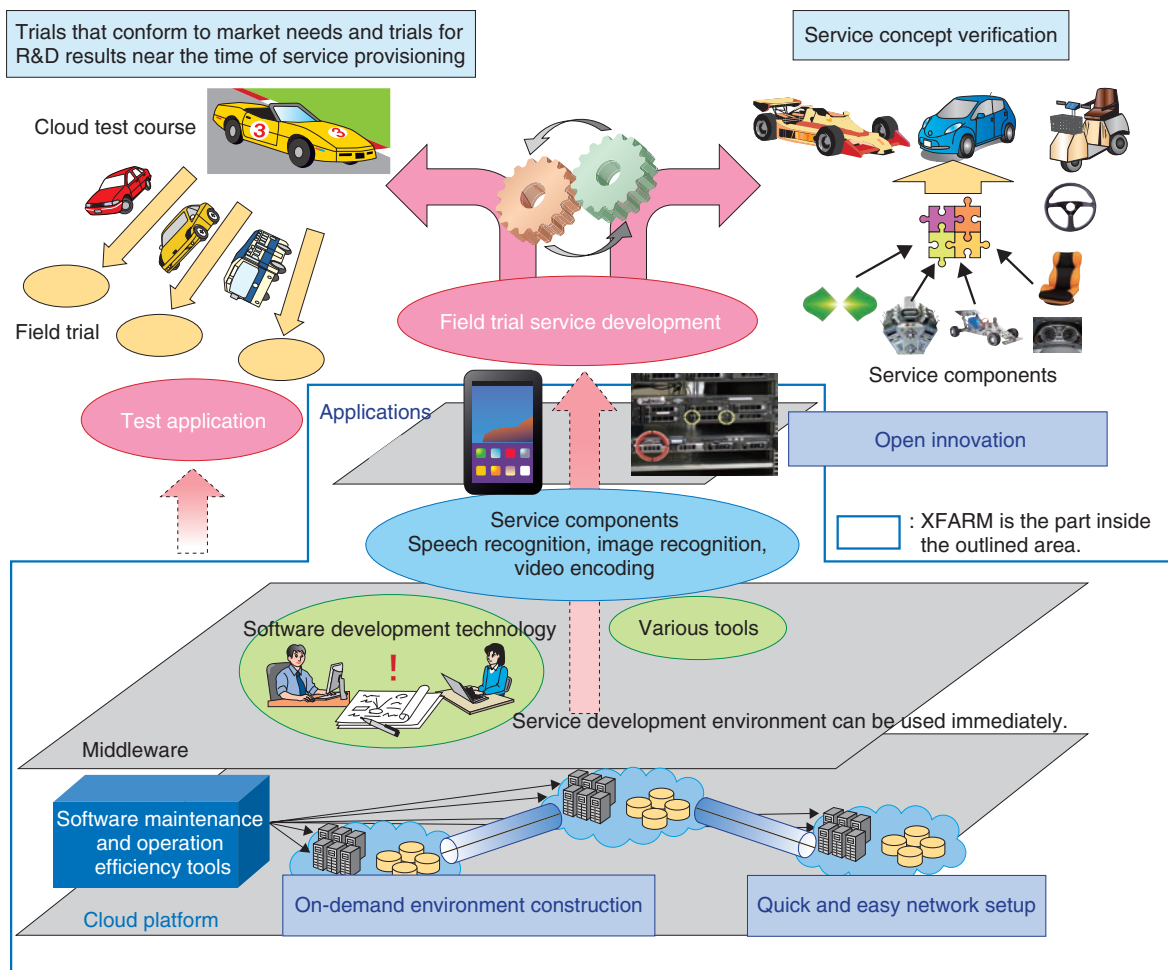 Trials that conform to market needs and trials for
R&D results near the time of service provisioning
Service concept verification
Cloud test course
3
3
Field trial
Field trial service development
Service components
Test application
Applications
Open innovation
Service components
Speech recognition, image recognition,
video encoding
: XFARM is the part inside
the outlined area.
Software development technology
!
Various tools
Service development environment can be used immediately.
Middleware
Software maintenance
and operation
efficiency tools
On-demand environment construction
Quick and easy network setup
Cloud platform